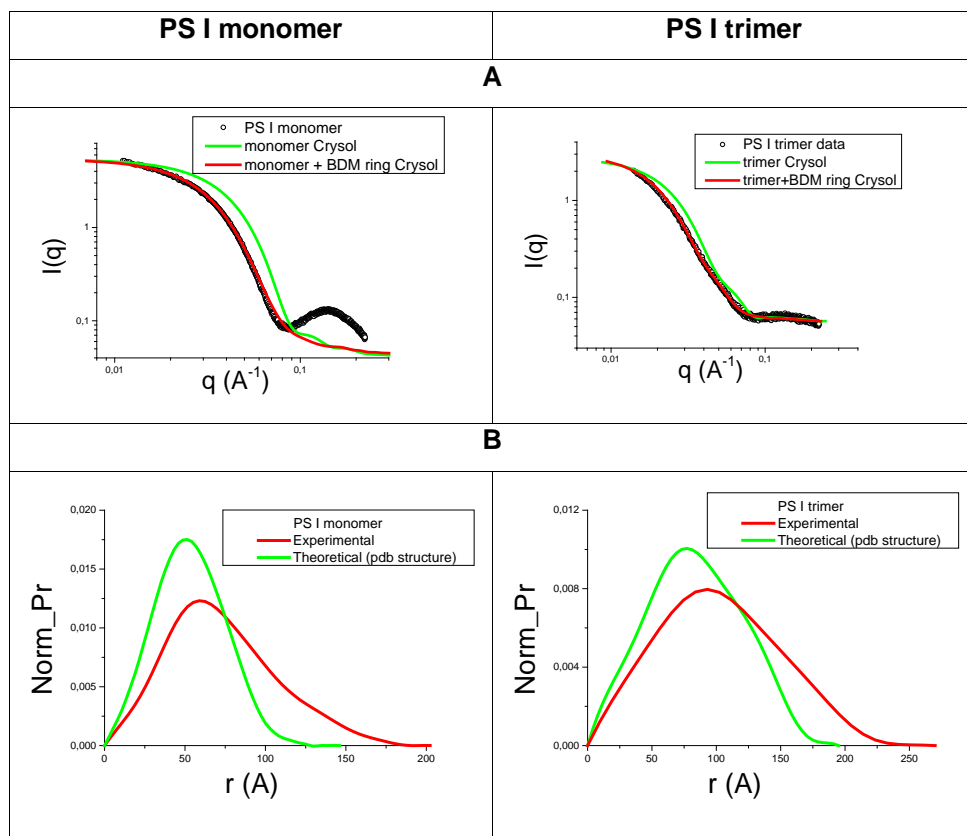 PS I monomer
PS I trimer
A
PS I monomer
monomer Crysol
monomer + BDM ring Crysol
I(q)
1
0,1
0,01
0,1
q (A-1)
PS I trimer data
trimer Crysol
trimer+BDM ring Crysol
I(q)
1
0,1
0,01
0,1
q (A-1)
B
PS I monomer
Experimental
Theoretical (pdb structure)
Norm_Pr
0,020
0,015
0,010
0,005
0,000
0
50
100
150
200
r (A)
PS I trimer
Experimental
Theoretical (pdb structure)
Norm_Pr
0,012
0,008
0,004
0,000
0
50
100
150
200
250
r (A)